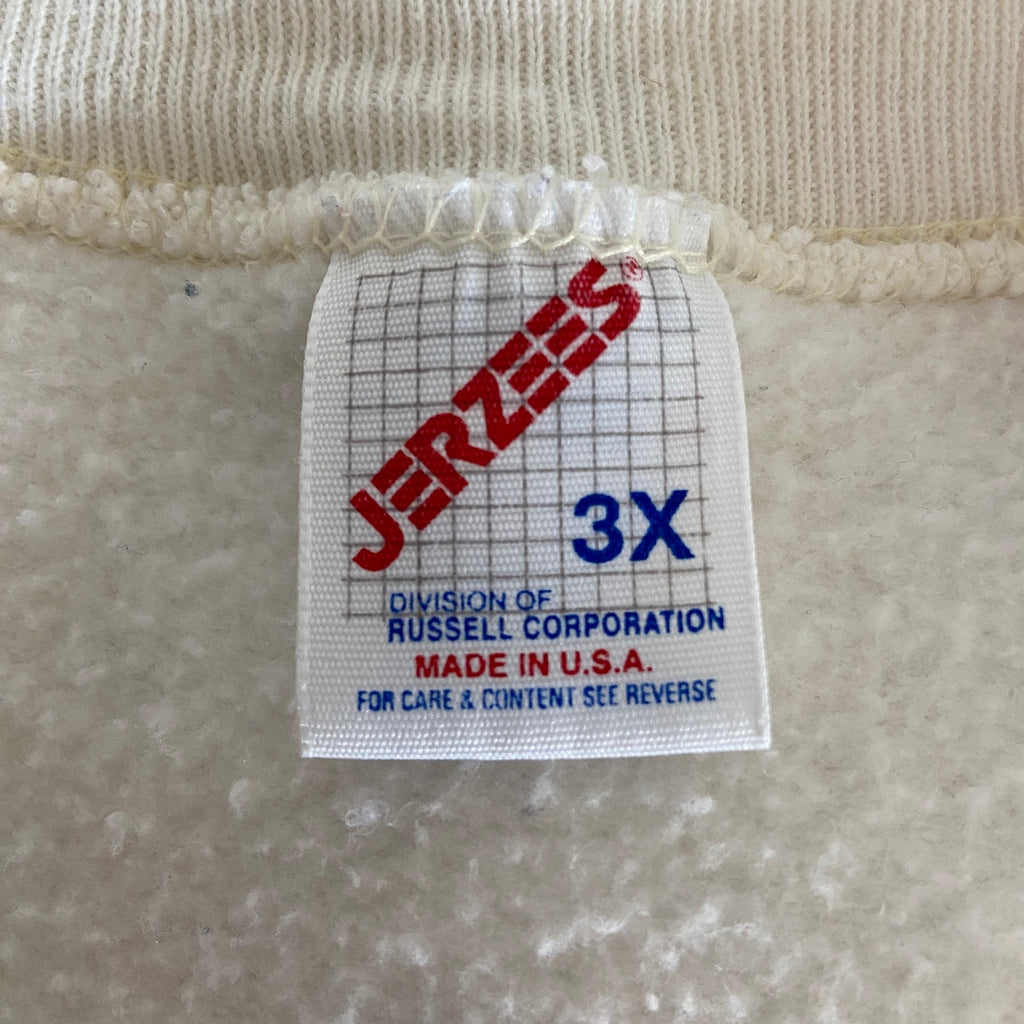 JERZEES®
3X
DIVISION OF
RUSSELL CORPORATION
MADE IN U.S.A.
FOR CARE & CONTENT SEE REVERSE